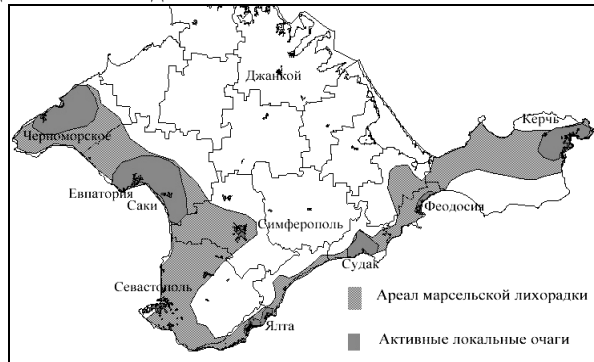 Джанкой
Керчь
Черноморское
Евпатория
Саки
Симферополь
Феодосия
Судак
Севастополь
Ялта
Ареал марсельской лихорадки
Активные локальные очаги